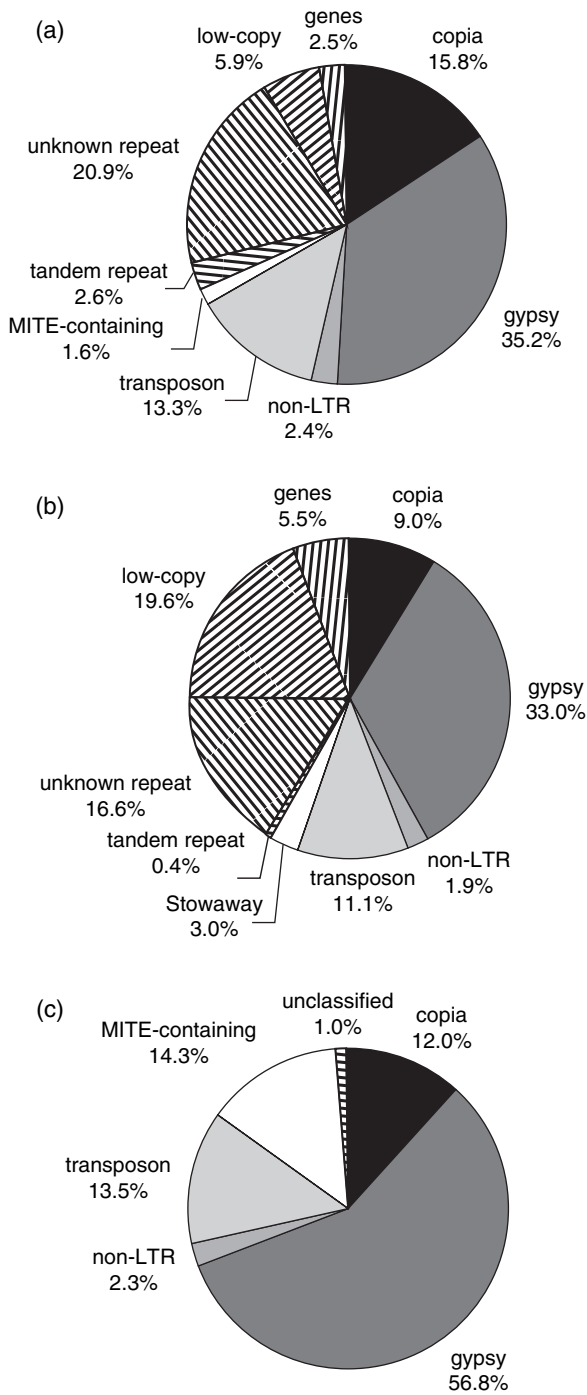 (a)
genes
2.5%
copia
15.8%
low-copy
5.9%
unknown repeat
20.9%
tandem repeat
2.6%
MITE-containing
1.6%
transposon
13.3%
non-LTR
2.4%
gypsy
35.2%
(b)
genes
5.5%
copia
9.0%
low-copy
19.6%
gypsy
33.0%
unknown repeat
16.6%
tandem repeat
0.4%
Stowaway
3.0%
transposon
11.1%
non-LTR
1.9%
(c)
unclassified
1.0%
copia
12.0%
MITE-containing
14.3%
transposon
13.5%
non-LTR
2.3%
gypsy
56.8%